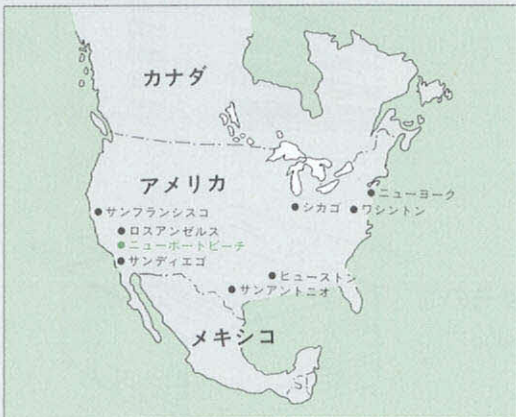 カナダ
アメリカ
ニューヨーク
シカゴ
ワシントン
サンフランシスコ
ロスアンゼルス
ニューポートビーチ
サンディエゴ
ヒューストン
サンアントニオ
メキシコ